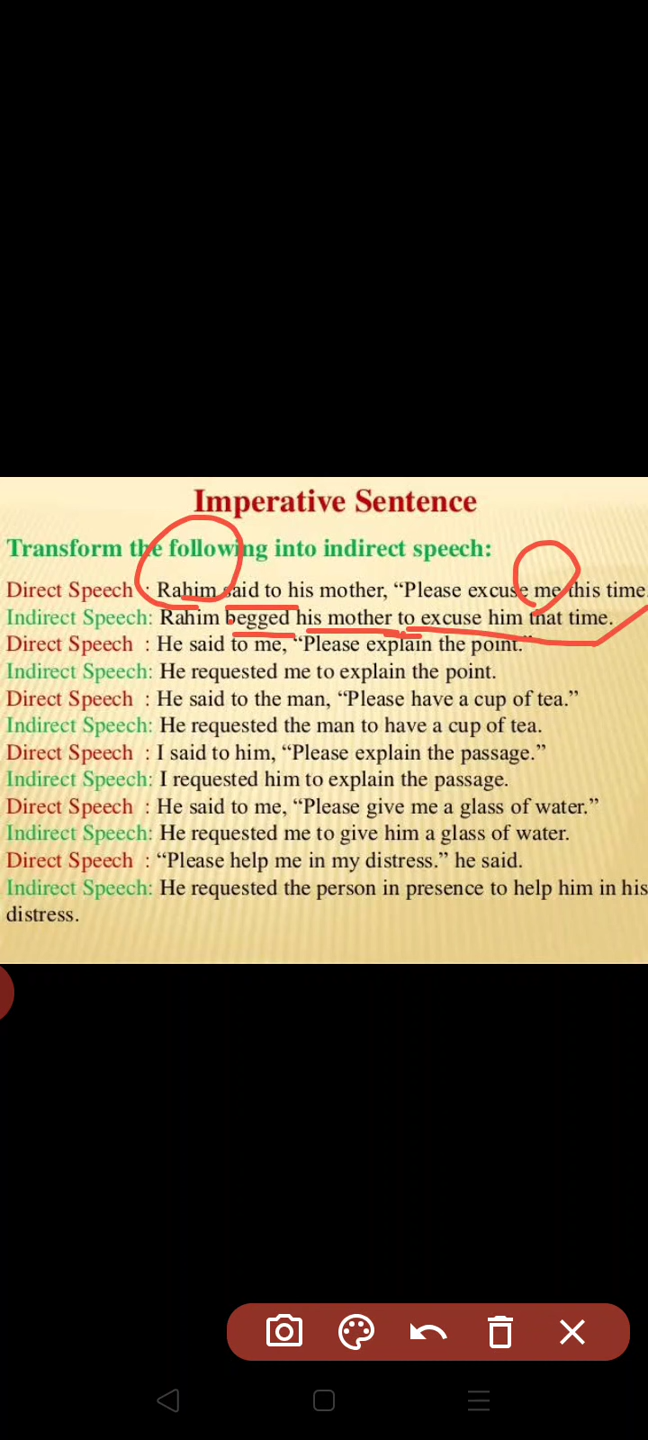 Imperative Sentence
Transform the following into indirect speech:
Direct Speech : Rahim said to his mother, “Please excuse me this time
Indirect Speech: Rahim begged his mother to excuse him that time.
Direct Speech : He said to me, “Please explain the point.”
Indirect Speech: He requested me to explain the point.
Direct Speech : He said to the man, “Please have a cup of tea.”
Indirect Speech: He requested the man to have a cup of tea.
Direct Speech : I said to him, “Please explain the passage.”
Indirect Speech: I requested him to explain the passage.
Direct Speech : He said to me, “Please give me a glass of water.”
Indirect Speech: He requested me to give him a glass of water.
Direct Speech : “Please help me in my distress.” he said.
Indirect Speech: He requested the person in presence to help him in his
distress.